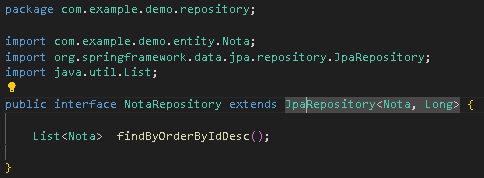 package com.example.demo.repository;
import com.example.demo.entity.Nota;
import org.springframework.data.jpa.repository.JpaRepository;
import java.util.List;
public interface NotaRepository extends JpaRepository<Nota, Long> {
List<Nota>  findByOrderByIdDesc();
}